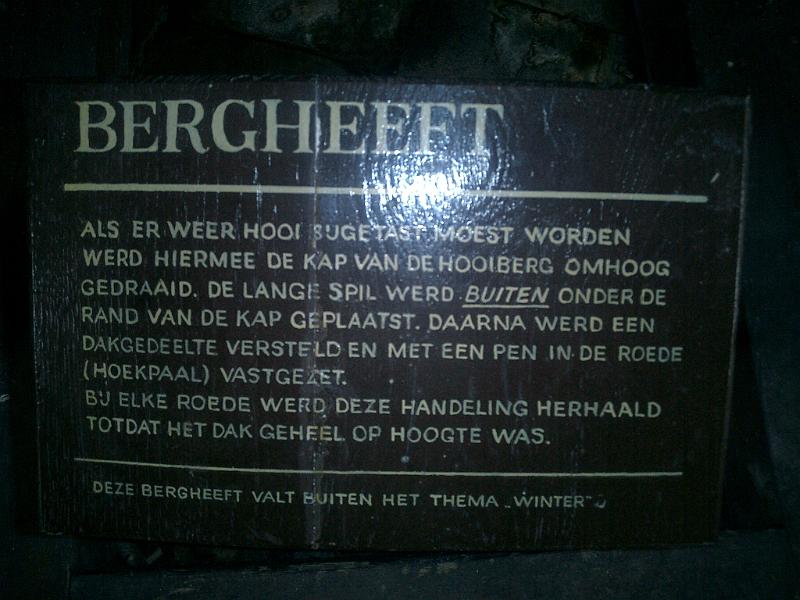 BERGHEEFT
ALS ER WEER HOOI BIJGETAST MOEST WORDEN
WERD HIERMEE DE KAP VAN DE HOOIBERG OMHOOG
GEDRAAID. DE LANGE SPIL WERD BUITEN ONDER DE
RAND VAN DE KAP GEPLAATST. DAARNA WERD EEN
DAKGEDEELTE VERSTELD EN MET EEN PEN IN DE ROEDE
(HOEKPAAL) VASTGEZET.
BIJ ELKE ROEDE WERD DEZE HANDELING HERHAALD
TOTDAT HET DAK GEHEEL OP HOOGTE WAS.
DEZE BERGHEEFT VALT BUITEN HET THEMA „WINTER"